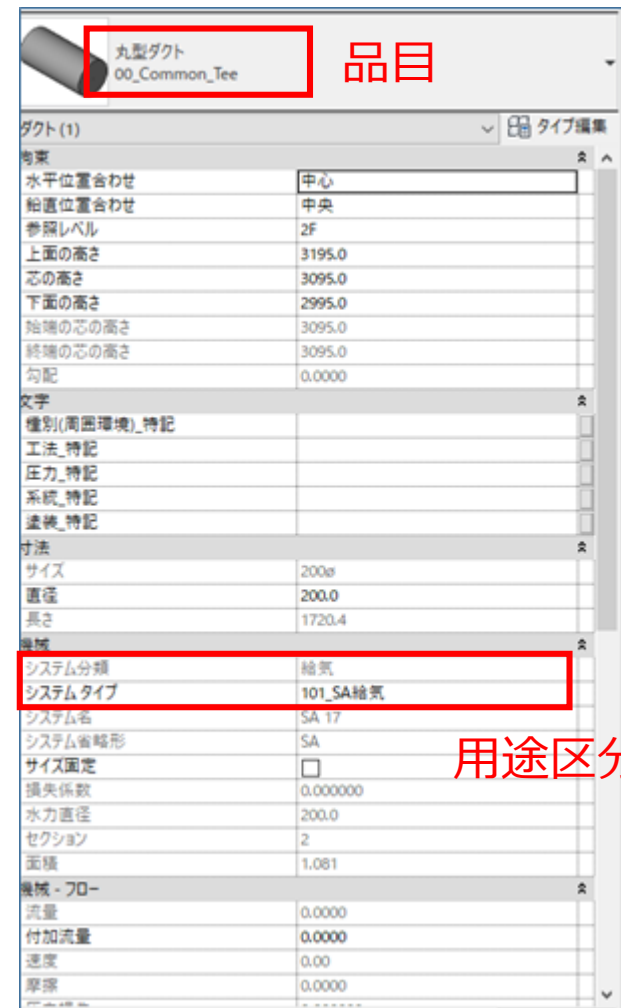 丸型ダクト
00_Common_Tee
品目
ダクト (1)
タイプ編集
拘束
水平位置合わせ 中心
鉛直位置合わせ 中央
参照レベル 2F
上面の高さ 3195.0
芯の高さ 3095.0
下面の高さ 2995.0
始端の芯の高さ 3095.0
終端の芯の高さ 3095.0
勾配 0.0000
文字
種別(周囲環境)_特記
工法_特記
圧力_特記
系統_特記
塗装_特記
寸法
サイズ 200ø
直径 200.0
長さ 1720.4
機械
システム分類 給気
システム タイプ 101_SA給気
システム名 SA 17
システム省略形 SA
用途区分
サイズ固定
損失係数 0.000000
水力直径 200.0
セクション 2
面積 1.081
機械 - フロー
流量 0.0000
付加流量 0.0000
速度 0.00
摩擦 0.0000